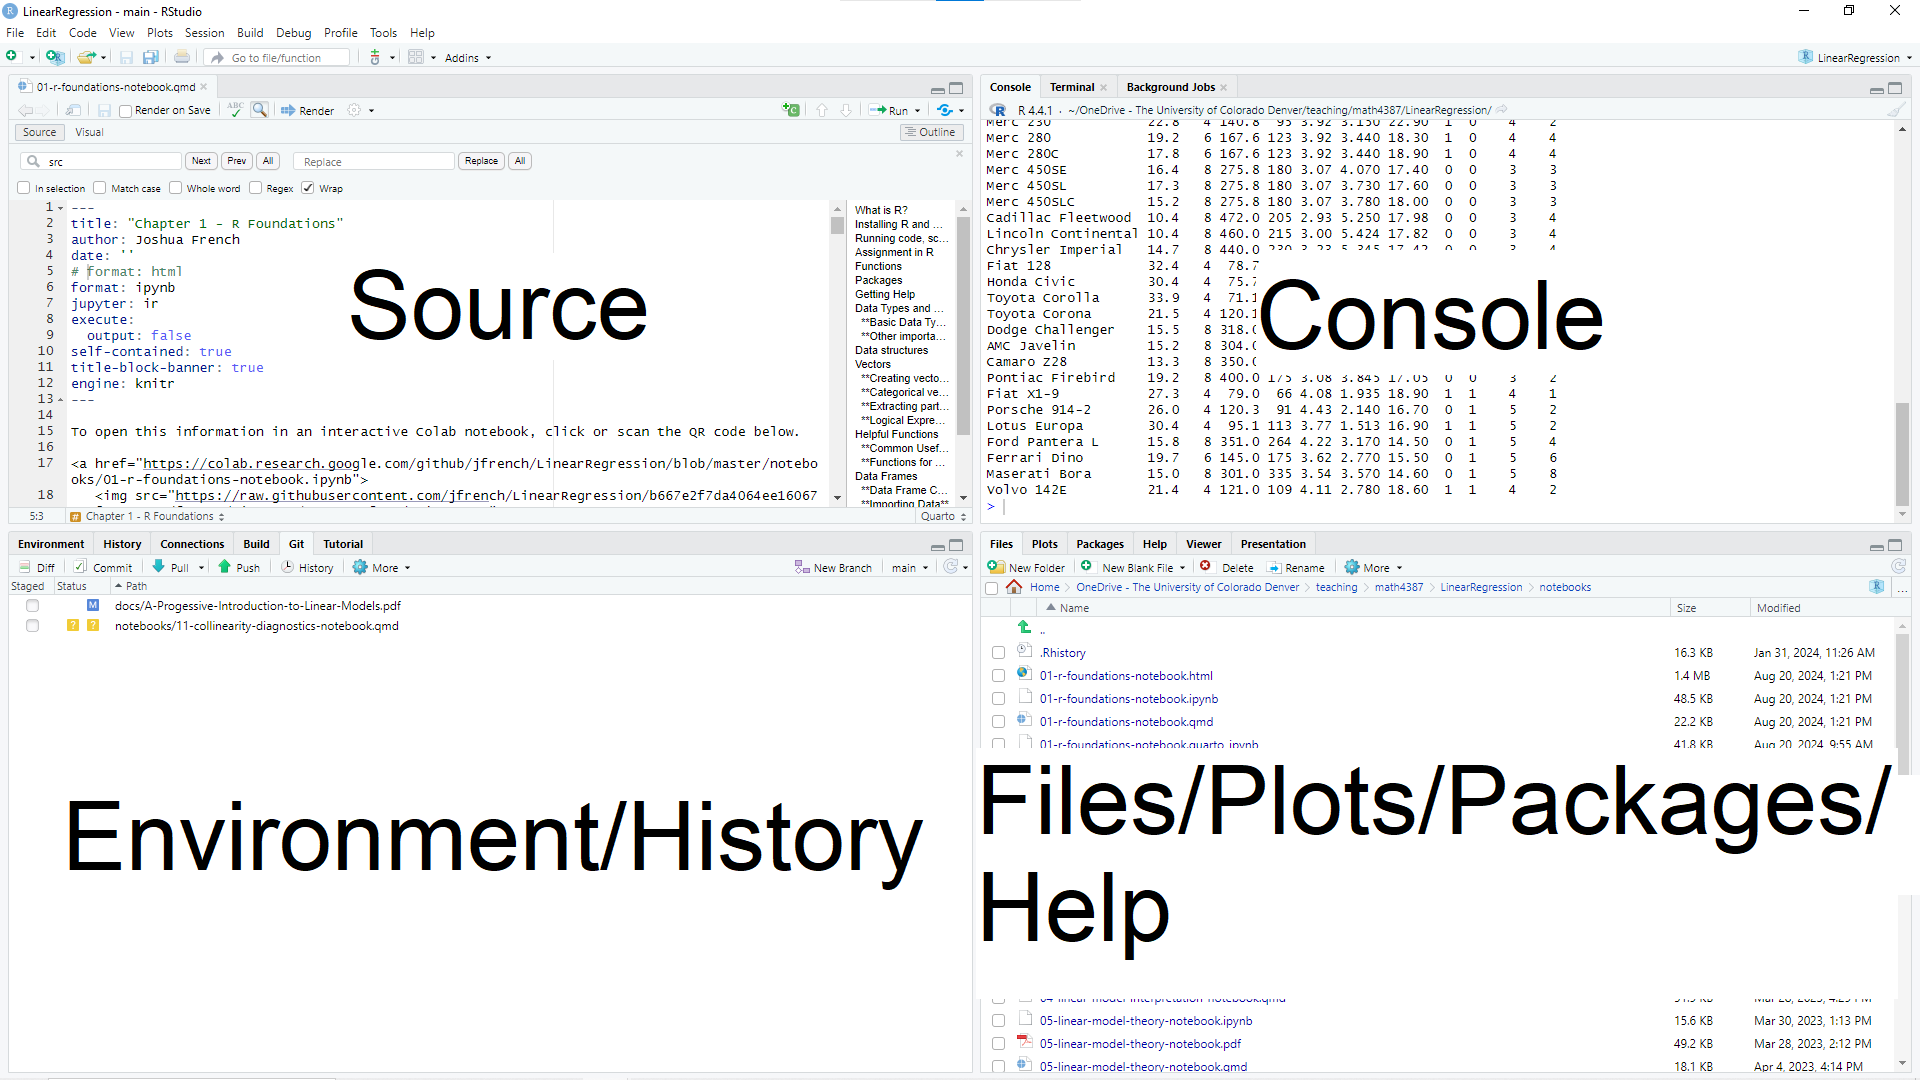 LinearRegression - main - RStudio
File Edit Code View Plots Session Build Debug Profile Tools Help
Go to file/function Addins LinearRegression
01-r-foundations-notebook.qmd
Render on Save ABC Render Run
Source Visual Outline
src Next Prev All Replace Replace All
In selection Match case Whole word Regex Wrap
1 ---
2 title: "Chapter 1 - R Foundations"
3 author: Joshua French
4 date: ''
5 # format: html
6 format: ipynb
7 jupyter: ir
8 execute:
9 output: false
10 self-contained: true
11 title-block-banner: true
12 engine: knitr
13 ---
14
15 To open this information in an interactive Colab notebook, click or scan the QR code below.
16
17 <a href="https://colab.research.google.com/github/jfrench/LinearRegression/blob/master/notebo
oks/01-r-foundations-notebook.ipynb">
18 <img src="https://raw.githubusercontent.com/jfrench/LinearRegression/b667e2f7da4064ee16067
What is R?
Installing R and ...
Running code, sc...
Assignment in R
Functions
Packages
Getting Help
Data Types and ...
**Basic Data Ty...
**Other importa...
Data structures
Vectors
**Creating vecto...
**Categorical ve...
**Extracting part...
**Logical Expre...
Helpful Functions
**Common Usef...
**Functions for ...
Data Frames
**Data Frame C...
**Importing Data**
5:3 Chapter 1 - R Foundations Quarto
Source
Console Terminal Background Jobs
R 4.4.1 · ~/OneDrive - The University of Colorado Denver/teaching/math4387/LinearRegression/
Merc 230 22.8 4 140.8 95 3.92 3.150 22.90 1 0 4 2
Merc 280 19.2 6 167.6 123 3.92 3.440 18.30 1 0 4 4
Merc 280C 17.8 6 167.6 123 3.92 3.440 18.90 1 0 4 4
Merc 450SE 16.4 8 275.8 180 3.07 4.070 17.40 0 0 3 3
Merc 450SL 17.3 8 275.8 180 3.07 3.730 17.60 0 0 3 3
Merc 450SLC 15.2 8 275.8 180 3.07 3.780 18.00 0 0 3 3
Cadillac Fleetwood 10.4 8 472.0 205 2.93 5.250 17.98 0 0 3 4
Lincoln Continental 10.4 8 460.0 215 3.00 5.424 17.82 0 0 3 4
Chrysler Imperial 14.7 8 440.0 230 3.23 5.345 17.42 0 0 3 4
Fiat 128 32.4 4 78.7
Honda Civic 30.4 4 75.7
Toyota Corolla 33.9 4 71.1
Toyota Corona 21.5 4 120.1
Dodge Challenger 15.5 8 318.0
AMC Javelin 15.2 8 304.0
Camaro Z28 13.3 8 350.0
Pontiac Firebird 19.2 8 400.0 175 3.08 3.845 17.05 0 0 3 2
Fiat X1-9 27.3 4 79.0 66 4.08 1.935 18.90 1 1 4 1
Porsche 914-2 26.0 4 120.3 91 4.43 2.140 16.70 0 1 5 2
Lotus Europa 30.4 4 95.1 113 3.77 1.513 16.90 1 1 5 2
Ford Pantera L 15.8 8 351.0 264 4.22 3.170 14.50 0 1 5 4
Ferrari Dino 19.7 6 145.0 175 3.62 2.770 15.50 0 1 5 6
Maserati Bora 15.0 8 301.0 335 3.54 3.570 14.60 0 1 5 8
Volvo 142E 21.4 4 121.0 109 4.11 2.780 18.60 1 1 4 2
>
Console
Environment History Connections Build Git Tutorial
Diff Commit Pull Push History More New Branch main
Staged Status Path
M docs/A-Progessive-Introduction-to-Linear-Models.pdf
? ? notebooks/11-collinearity-diagnostics-notebook.qmd
Environment/History
Files Plots Packages Help Viewer Presentation
New Folder New Blank File Delete Rename More
Home OneDrive - The University of Colorado Denver teaching math4387 LinearRegression notebooks ...
Name Size Modified
..
.Rhistory 16.3 KB Jan 31, 2024, 11:26 AM
01-r-foundations-notebook.html 1.4 MB Aug 20, 2024, 1:21 PM
01-r-foundations-notebook.ipynb 48.5 KB Aug 20, 2024, 1:21 PM
01-r-foundations-notebook.qmd 22.2 KB Aug 20, 2024, 1:21 PM
01-r-foundations-notebook.quarto_ipynb 41.8 KB Aug 20, 2024, 9:55 AM
Files/Plots/Packages/
Help
04-linear-model-interpretation-notebook.qmd
05-linear-model-theory-notebook.ipynb 15.6 KB Mar 30, 2023, 1:13 PM
05-linear-model-theory-notebook.pdf 49.2 KB Mar 28, 2023, 2:12 PM
05-linear-model-theory-notebook.qmd 18.1 KB Apr 4, 2023, 4:14 PM